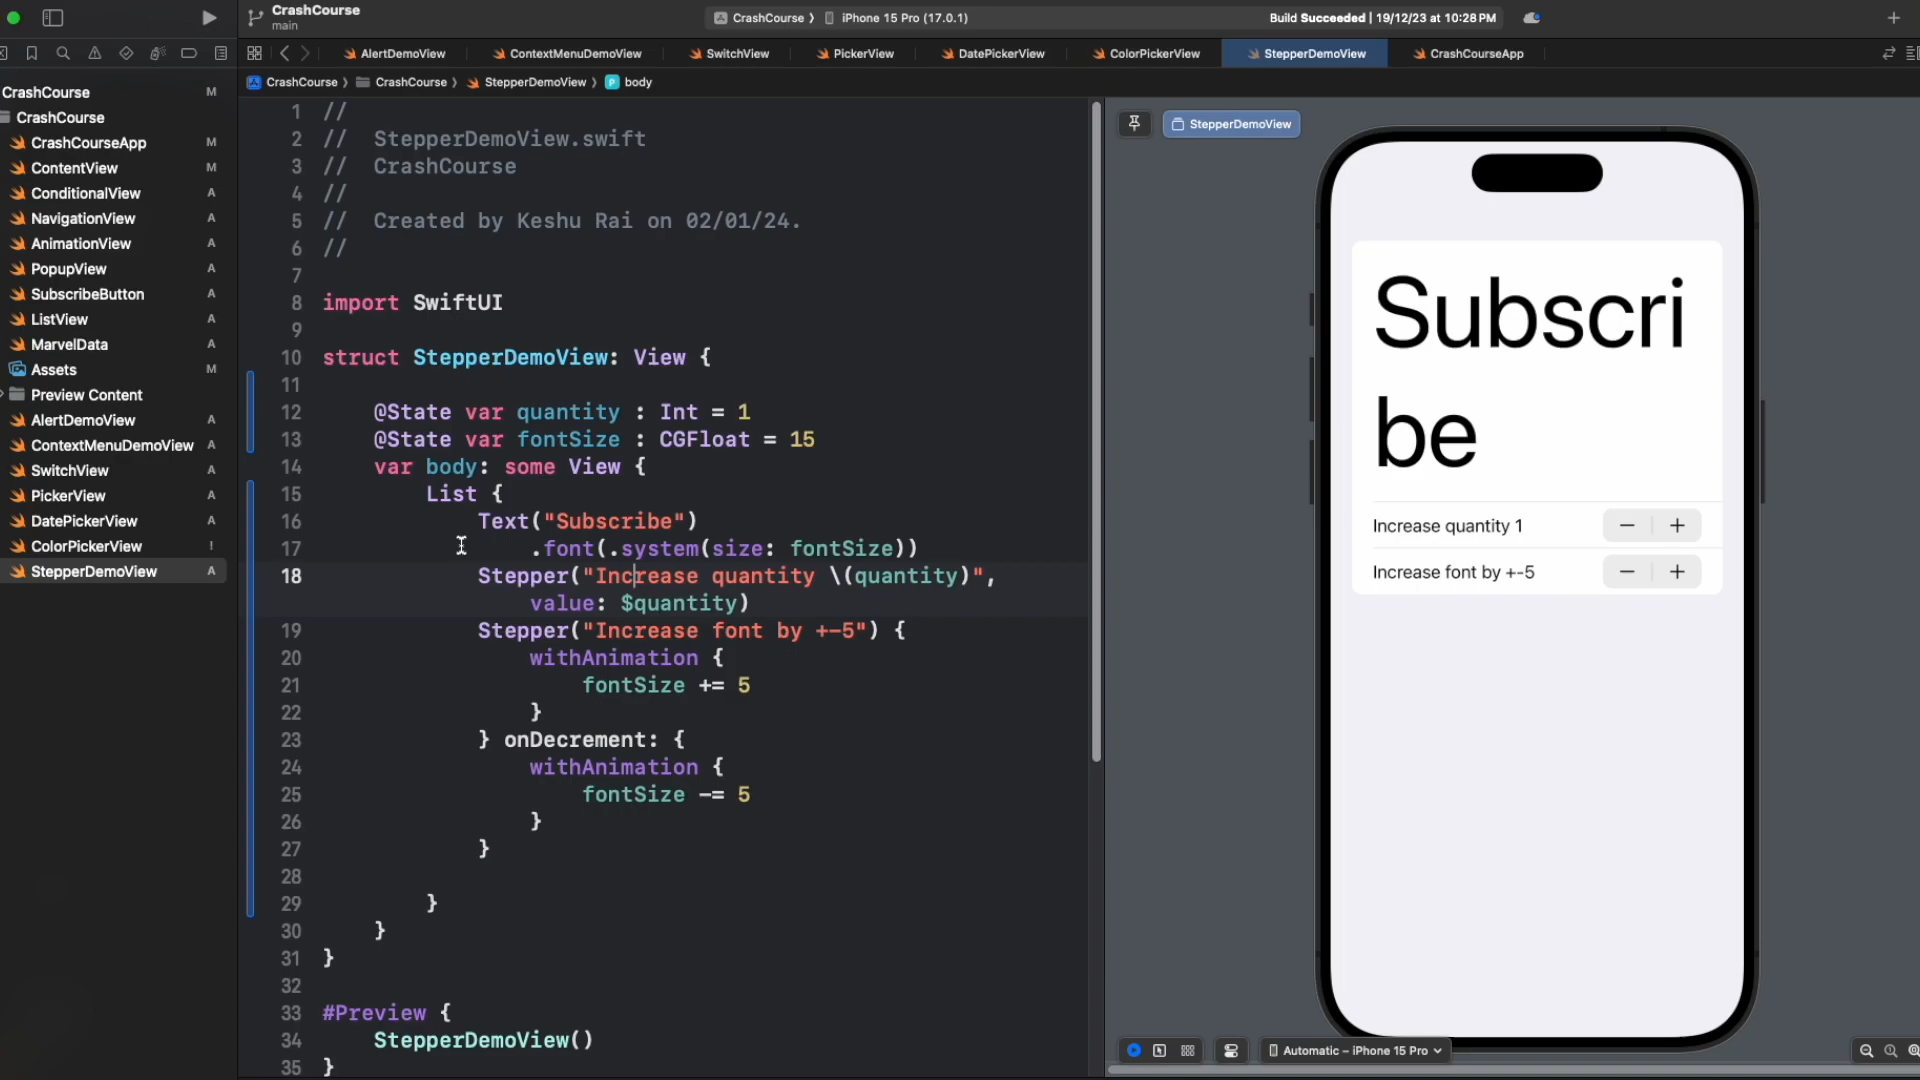 CrashCourse
main
CrashCourse 〉 iPhone 15 Pro (17.0.1)
Build Succeeded | 19/12/23 at 10:28 PM
AlertDemoView
ContextMenuDemoView
SwitchView
PickerView
DatePickerView
ColorPickerView
StepperDemoView
CrashCourseApp
CrashCourse 〉 CrashCourse 〉 StepperDemoView 〉 P body
CrashCourse M
CrashCourse
CrashCourseApp M
ContentView M
ConditionalView A
NavigationView A
AnimationView A
PopupView A
SubscribeButton A
ListView A
MarvelData A
Assets M
Preview Content
AlertDemoView A
ContextMenuDemoView A
SwitchView A
PickerView A
DatePickerView A
ColorPickerView !
StepperDemoView A
1 //
2 // StepperDemoView.swift
3 // CrashCourse
4 //
5 // Created by Keshu Rai on 02/01/24.
6 //
7
8 import SwiftUI
9
10 struct StepperDemoView: View {
11
12 @State var quantity : Int = 1
13 @State var fontSize : CGFloat = 15
14 var body: some View {
15 List {
16 Text("Subscribe")
17 .font(.system(size: fontSize))
18 Stepper("Increase quantity \(quantity)",
value: $quantity)
19 Stepper("Increase font by +-5") {
20 withAnimation {
21 fontSize += 5
22 }
23 } onDecrement: {
24 withAnimation {
25 fontSize -= 5
26 }
27 }
28
29 }
30 }
31 }
32
33 #Preview {
34 StepperDemoView()
35 }
StepperDemoView
Subscri
be
Increase quantity 1 − +
Increase font by +-5 − +
Automatic – iPhone 15 Pro